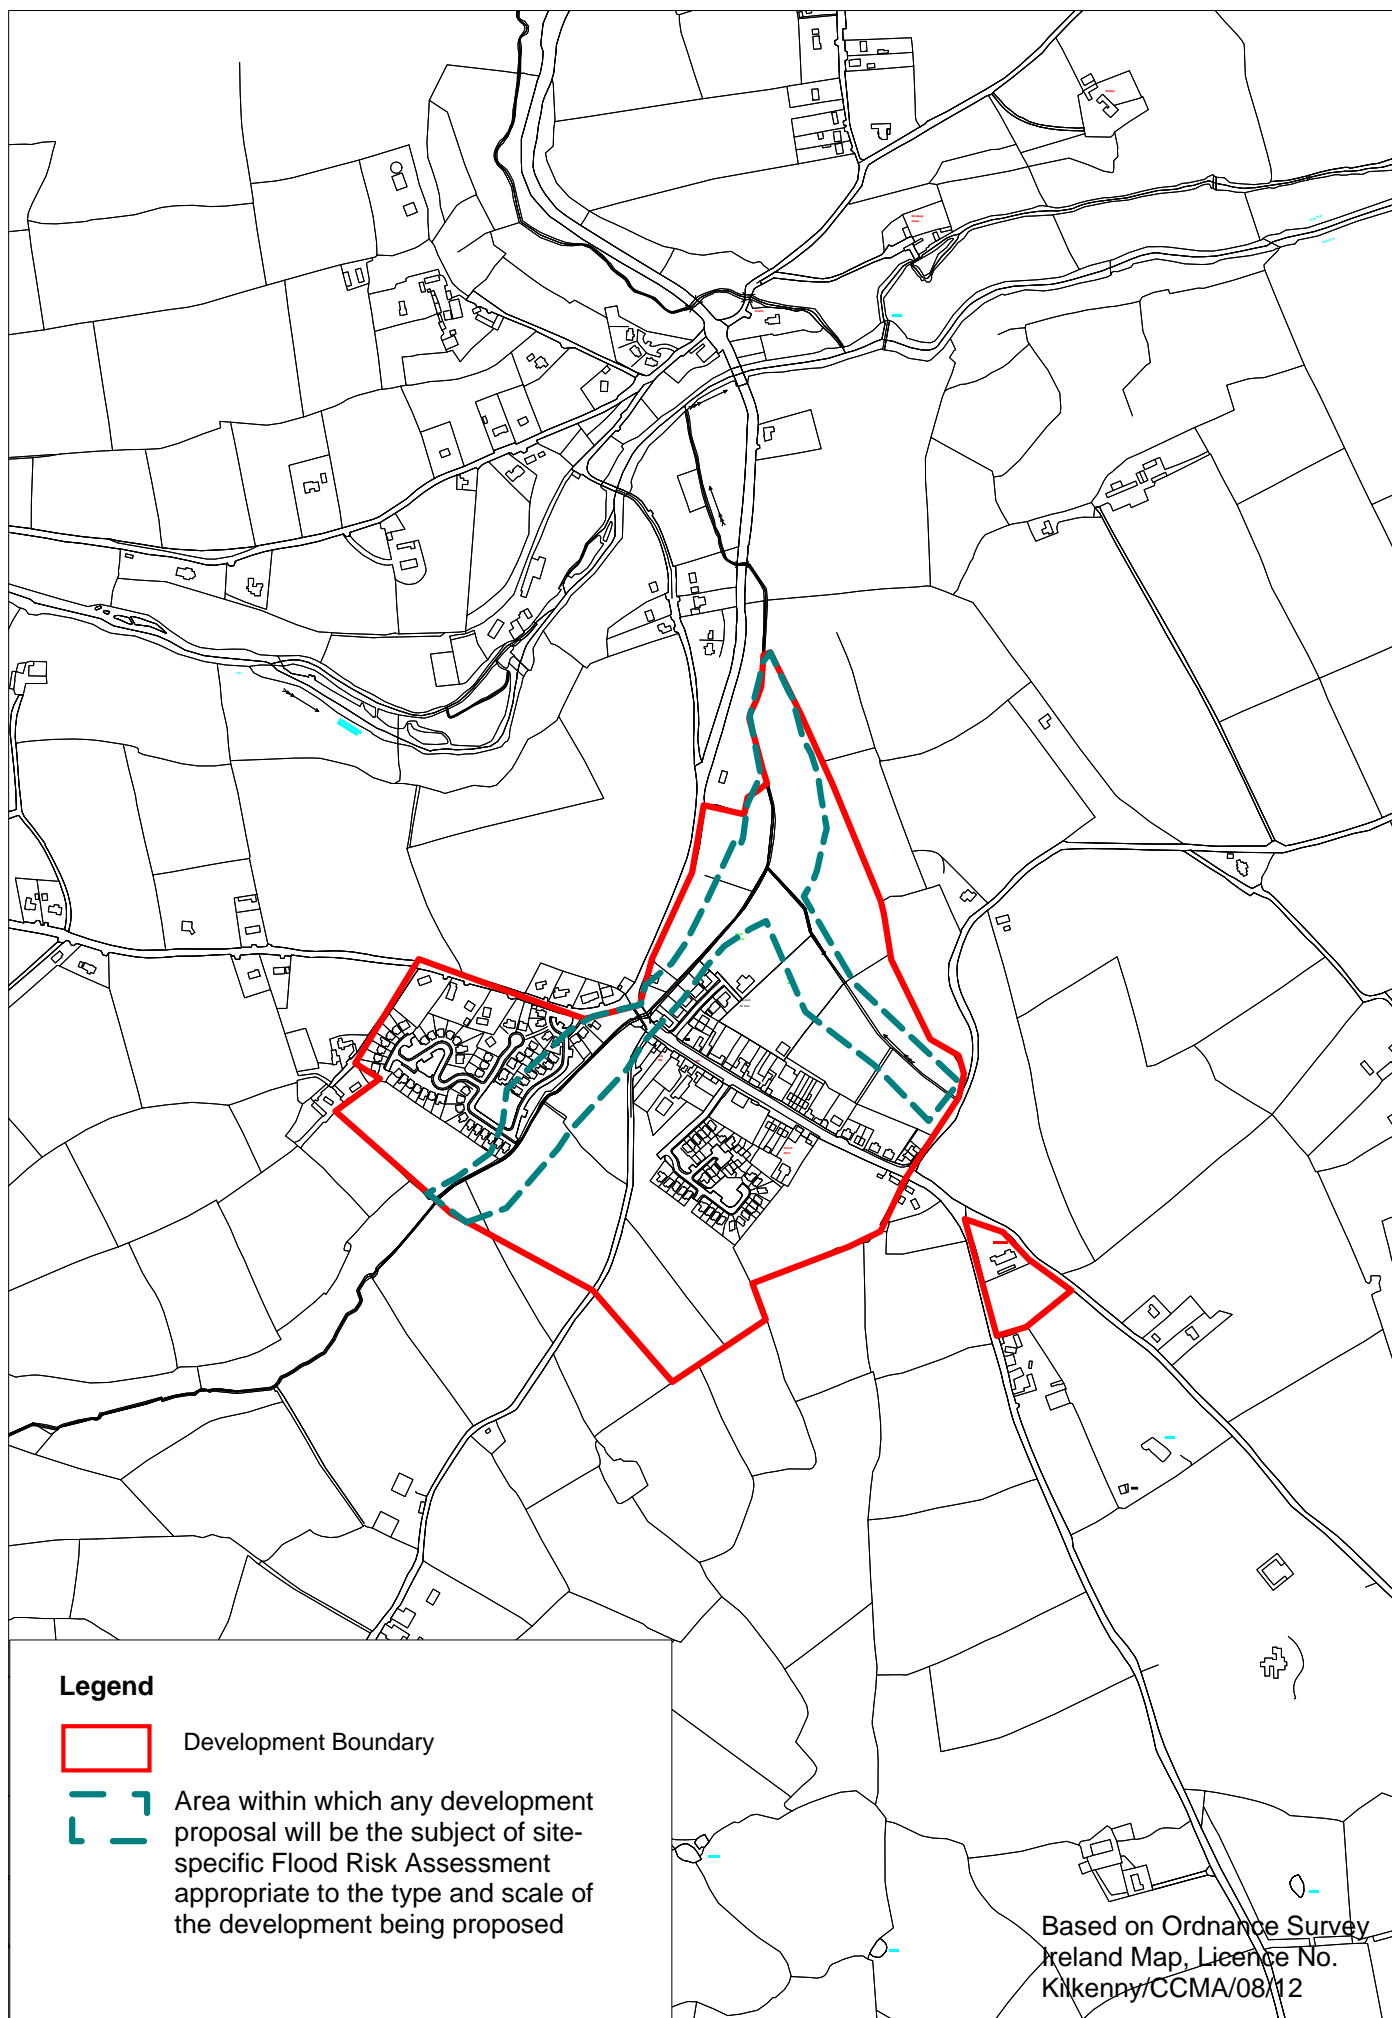 Legend
Development Boundary
Area within which any development
proposal will be the subject of site-
specific Flood Risk Assessment
appropriate to the type and scale of
the development being proposed
Based on Ordnance Survey
Ireland Map, Licence No.
Kilkenny/CCMA/08/12